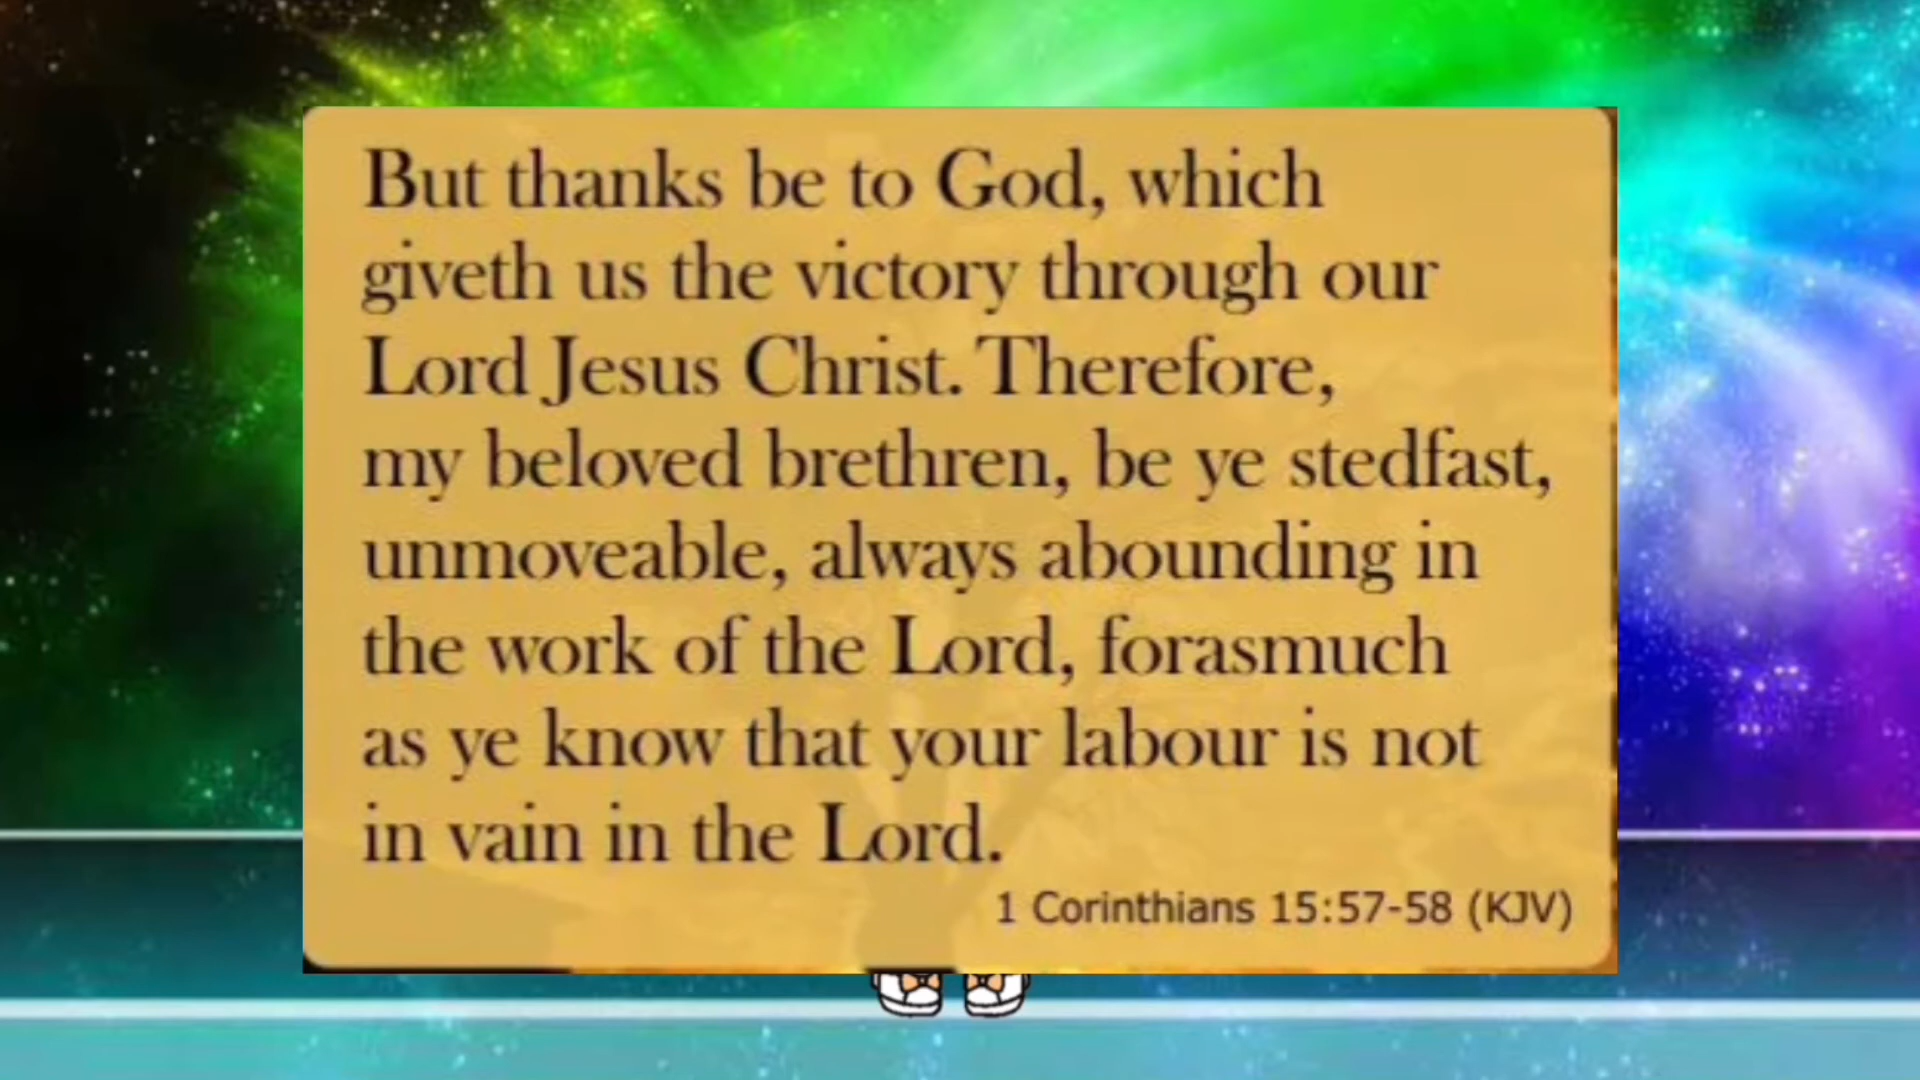 But thanks be to God, which
giveth us the victory through our
Lord Jesus Christ. Therefore,
my beloved brethren, be ye stedfast,
unmoveable, always abounding in
the work of the Lord, forasmuch
as ye know that your labour is not
in vain in the Lord.
1 Corinthians 15:57-58 (KJV)